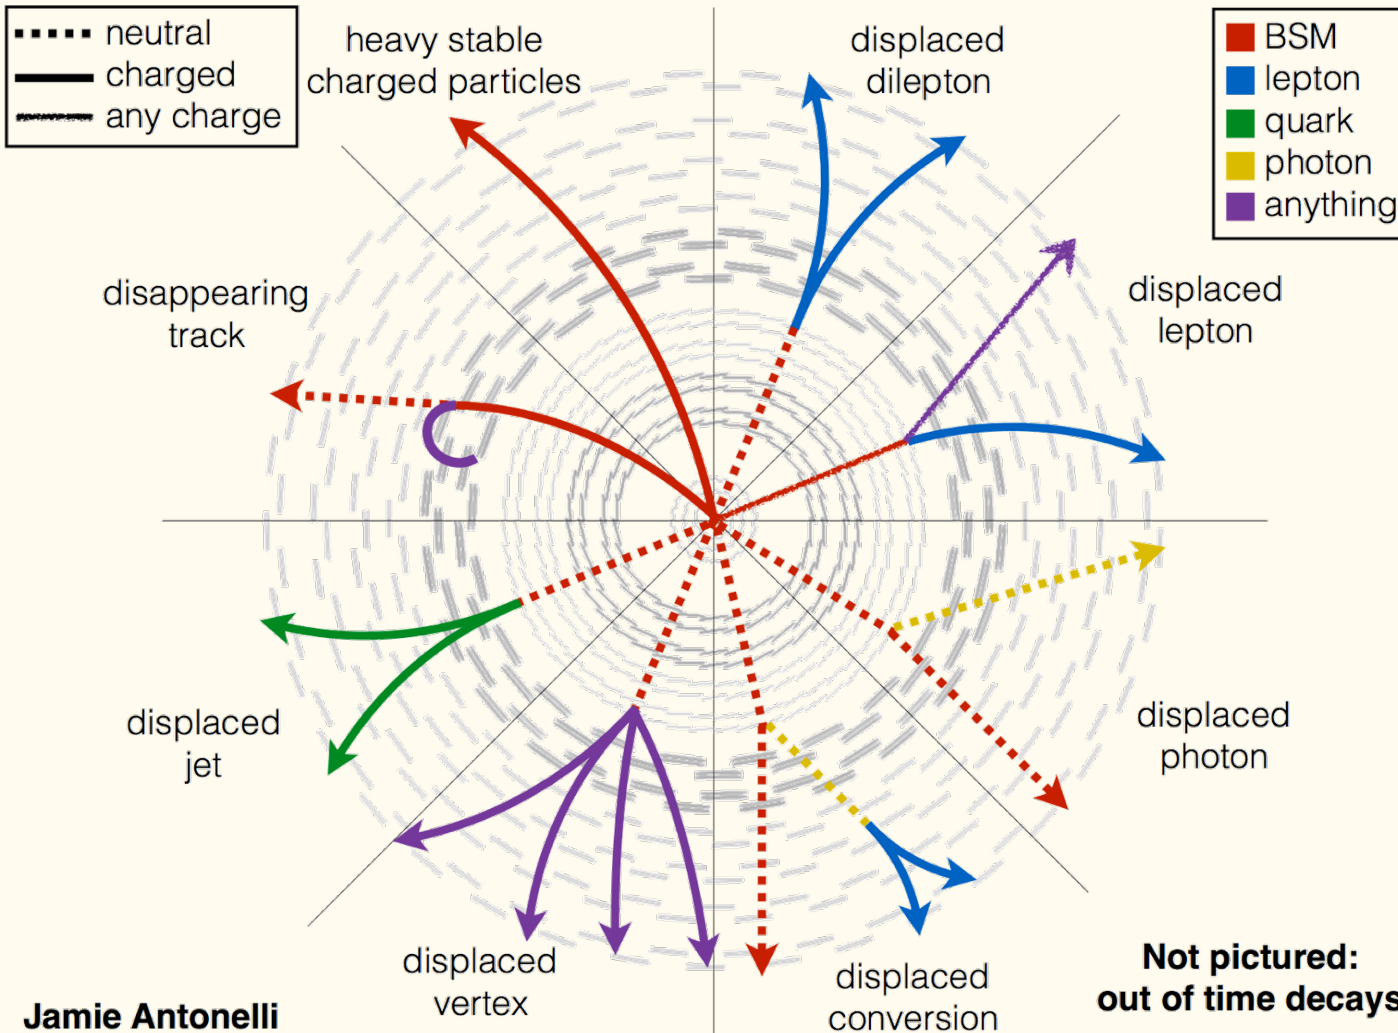 neutral
charged
any charge
heavy stable
charged particles
displaced
dilepton
BSM
lepton
quark
photon
anything
disappearing
track
displaced
lepton
displaced
jet
displaced
photon
displaced
vertex
displaced
conversion
Not pictured:
out of time decays
Jamie Antonelli